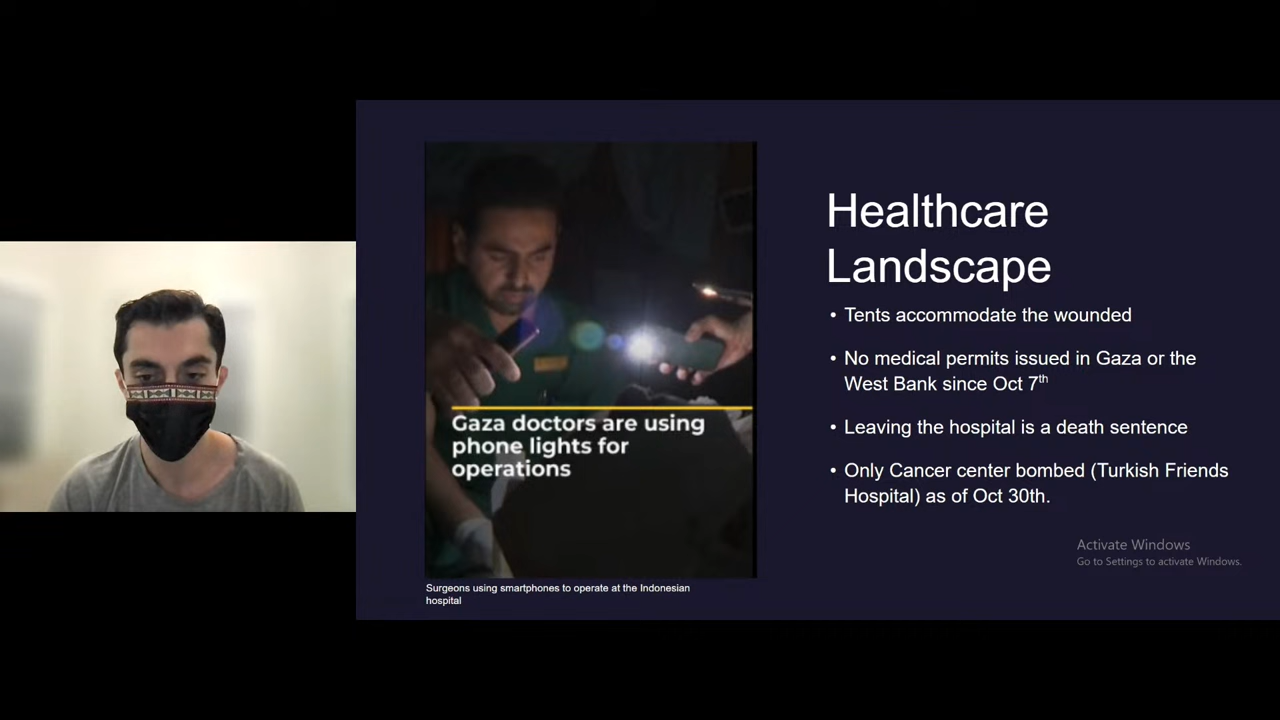 Healthcare
Landscape
• Tents accommodate the wounded
• No medical permits issued in Gaza or the
West Bank since Oct 7th
• Leaving the hospital is a death sentence
• Only Cancer center bombed (Turkish Friends
Hospital) as of Oct 30th.
Gaza doctors are using
phone lights for
operations
Surgeons using smartphones to operate at the Indonesian
hospital
Activate Windows
Go to Settings to activate Windows.